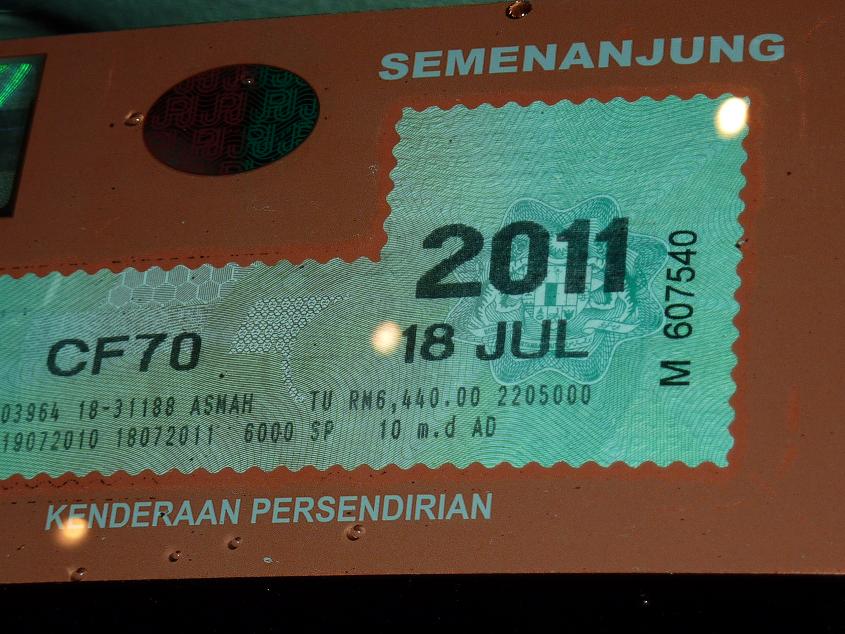 SEMENANJUNG
2011
18 JUL
M 607540
CF70
03964 18-31188 ASMAH TU RM6,440.00 2205000
19072010 18072011 6000 SP 10 m.d AD
KENDERAAN PERSENDIRIAN